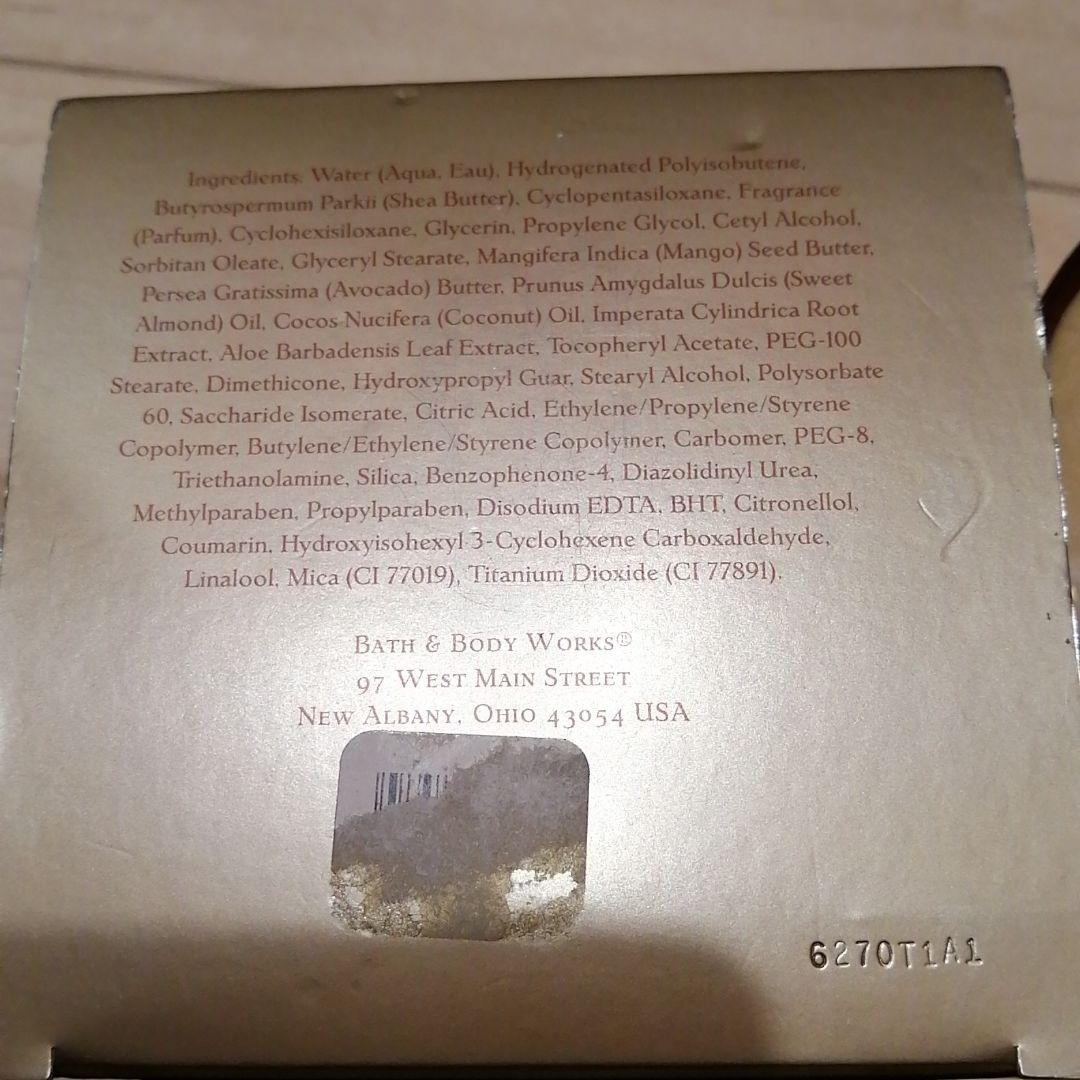 Ingredients: Water (Aqua, Eau), Hydrogenated Polyisobutene,
Butyrospermum Parkii (Shea Butter), Cyclopentasiloxane, Fragrance
(Parfum), Cyclohexisiloxane, Glycerin, Propylene Glycol, Cetyl Alcohol,
Sorbitan Oleate, Glyceryl Stearate, Mangifera Indica (Mango) Seed Butter,
Persea Gratissima (Avocado) Butter, Prunus Amygdalus Dulcis (Sweet
Almond) Oil, Cocos Nucifera (Coconut) Oil, Imperata Cylindrica Root
Extract, Aloe Barbadensis Leaf Extract, Tocopheryl Acetate, PEG-100
Stearate, Dimethicone, Hydroxypropyl Guar, Stearyl Alcohol, Polysorbate
60, Saccharide Isomerate, Citric Acid, Ethylene/Propylene/Styrene
Copolymer, Butylene/Ethylene/Styrene Copolymer, Carbomer, PEG-8,
Triethanolamine, Silica, Benzophenone-4, Diazolidinyl Urea,
Methylparaben, Propylparaben, Disodium EDTA, BHT, Citronellol,
Coumarin, Hydroxyisohexyl 3-Cyclohexene Carboxaldehyde,
Linalool, Mica (CI 77019), Titanium Dioxide (CI 77891).
BATH & BODY WORKS®
97 WEST MAIN STREET
NEW ALBANY, OHIO 43054 USA
6270T1A1